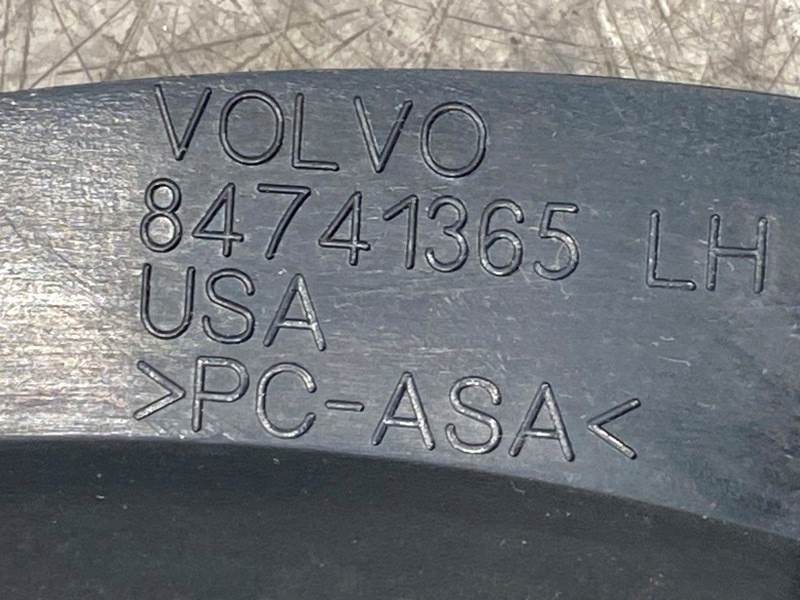 VOLVO
84741365 LH
USA
>PC-ASA<